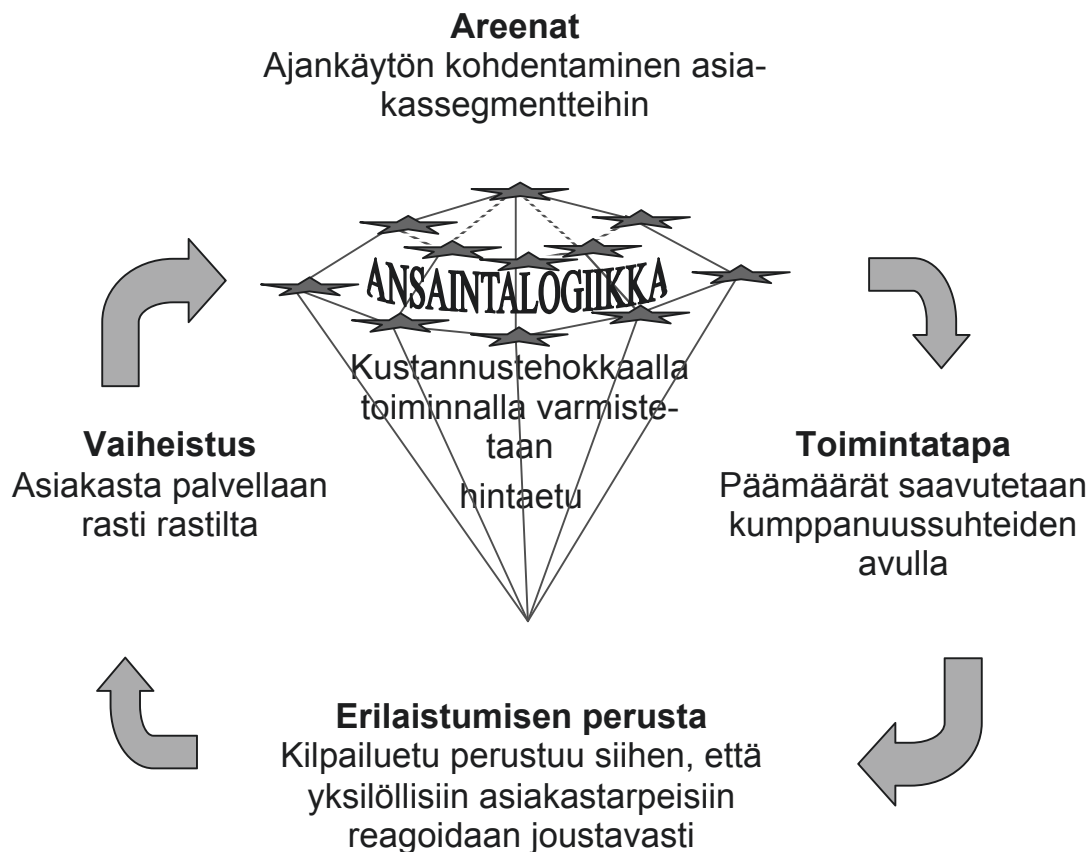 Areenat
Ajankäytön kohdentaminen asia-
kassegmentteihin
ANSAINTALOGIIKKA
Kustannustehokkaalla
toiminnalla varmiste-
taan
hintaetu
Vaiheistus
Asiakasta palvellaan
rasti rastilta
Toimintatapa
Päämäärät saavutetaan
kumppanuussuhteiden
avulla
Erilaistumisen perusta
Kilpailuetu perustuu siihen, että
yksilöllisiin asiakastarpeisiin
reagoidaan joustavasti